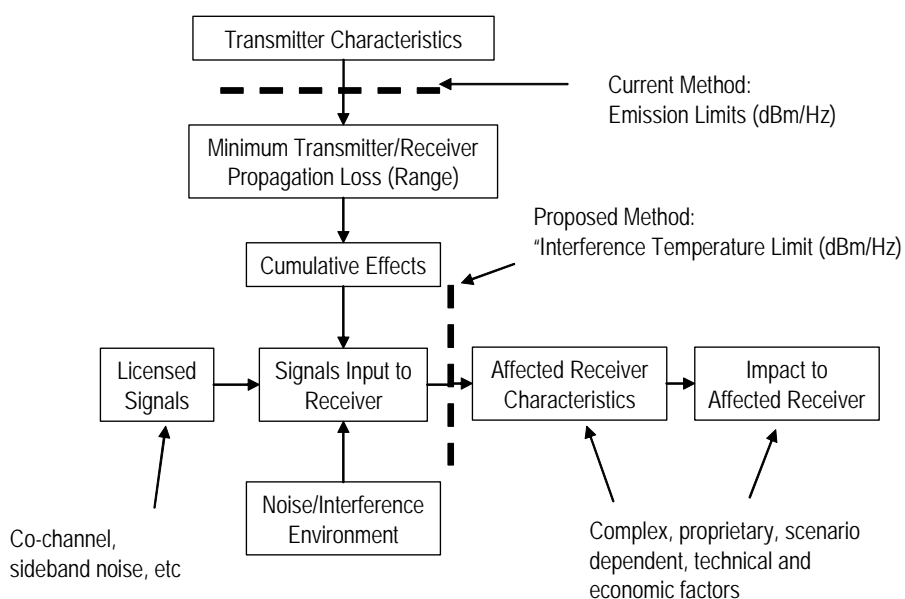 Transmitter Characteristics
Current Method:
Emission Limits (dBm/Hz)
Minimum Transmitter/Receiver
Propagation Loss (Range)
Proposed Method:
“Interference Temperature Limit (dBm/Hz)
Cumulative Effects
Licensed
Signals
Signals Input to
Receiver
Affected Receiver
Characteristics
Impact to
Affected Receiver
Noise/Interference
Environment
Co-channel,
sideband noise, etc
Complex, proprietary, scenario
dependent, technical and
economic factors